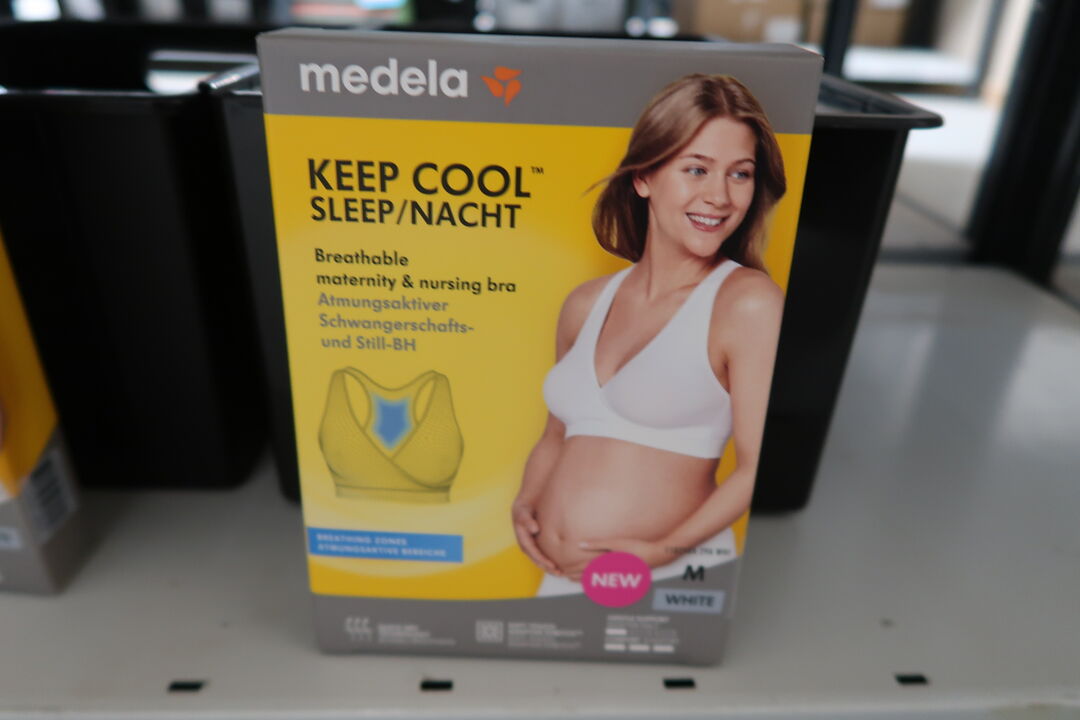 medela
KEEP COOL™
SLEEP/NACHT
Breathable
maternity & nursing bra
Atmungsaktiver
Schwangerschafts-
und Still-BH
BREATHING ZONES
ATMUNGSAKTIVE BEREICHE
NEW
M
WHITE